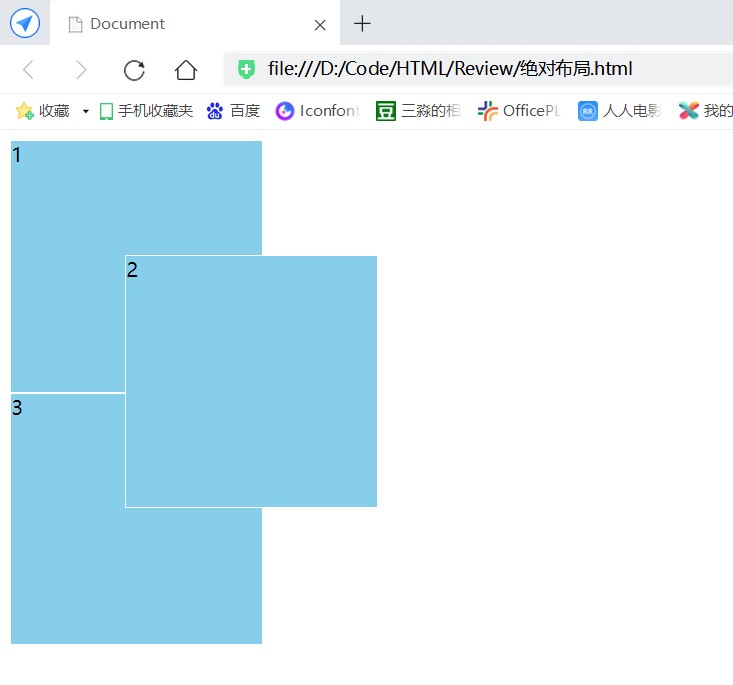 Document
file:///D:/Code/HTML/Review/绝对布局.html
收藏 手机收藏夹 百度 Iconfont 三淼的相 OfficePL 人人电影 我的
1
2
3